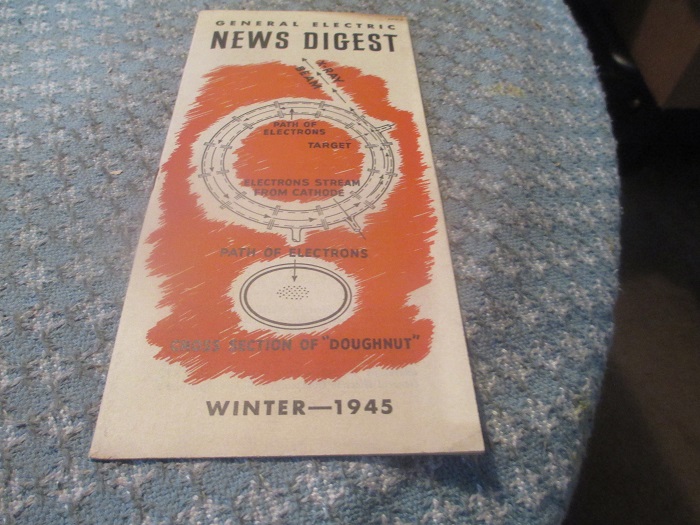 GENERAL ELECTRIC
NEWS DIGEST
X-RAY
BEAM
PATH OF
ELECTRONS
TARGET
ELECTRONS STREAM
FROM CATHODE
PATH OF ELECTRONS
CROSS SECTION OF "DOUGHNUT"
WINTER—1945